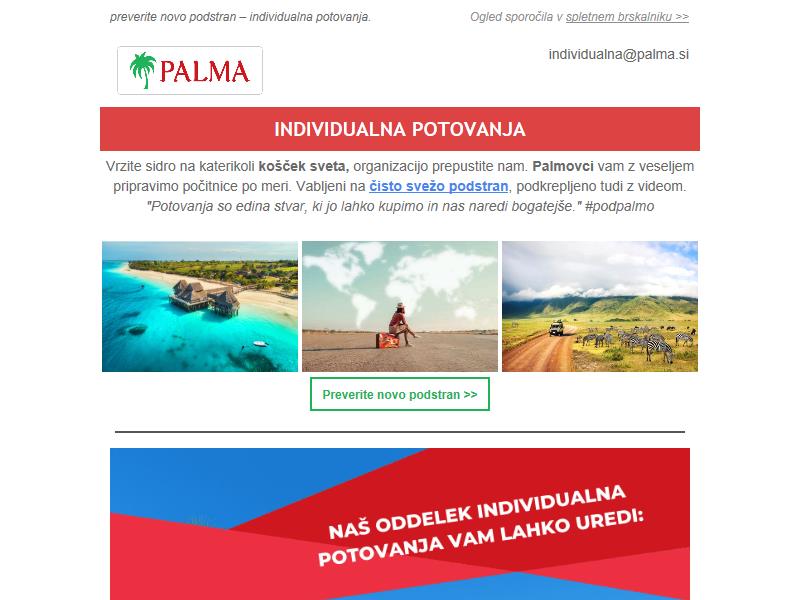 preverite novo podstran – individualna potovanja.
Ogled sporočila v spletnem brskalniku >>
PALMA
individualna@palma.si
INDIVIDUALNA POTOVANJA
Vrzite sidro na katerikoli košček sveta, organizacijo prepustite nam. Palmovci vam z veseljem
pripravimo počitnice po meri. Vabljeni na čisto svežo podstran, podkrepljeno tudi z videom.
"Potovanja so edina stvar, ki jo lahko kupimo in nas naredi bogatejše." #podpalmo
Preverite novo podstran >>
NAŠ ODDELEK INDIVIDUALNA
POTOVANJA VAM LAHKO UREDI: